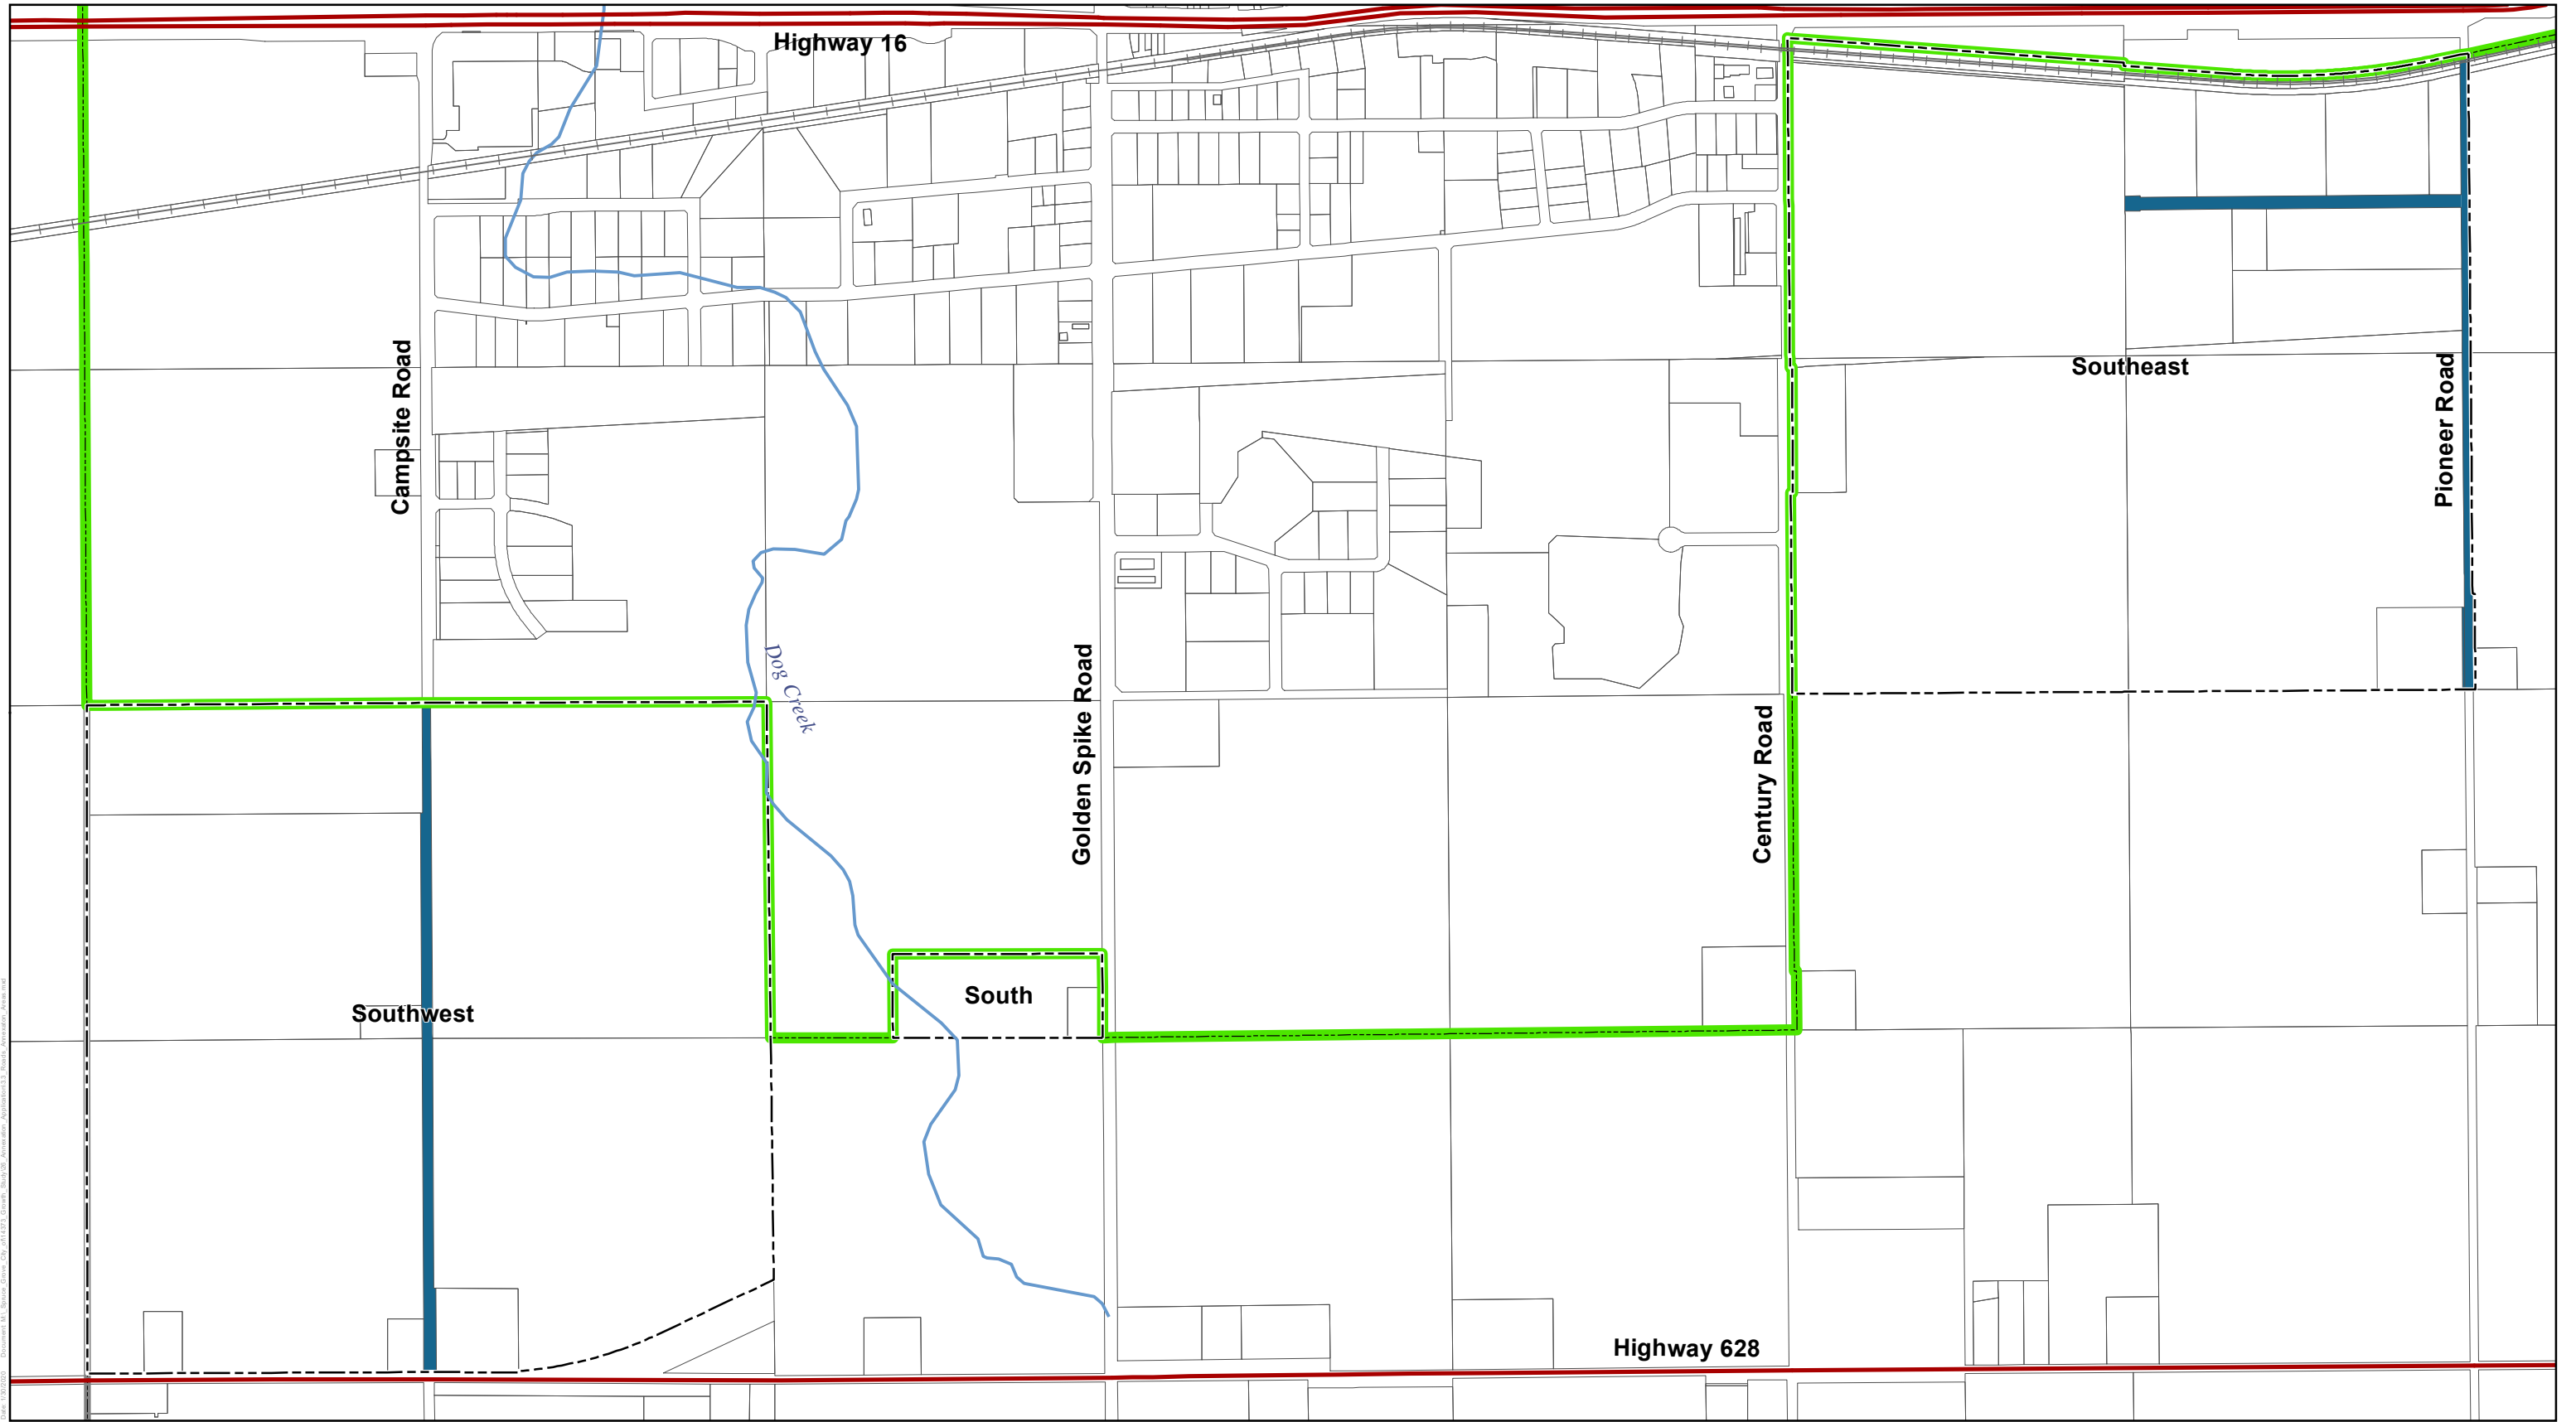 Highway 16
Campsite Road
Southeast
Pioneer Road
Dog Creek
Golden Spike Road
Century Road
South
Southwest
Highway 628